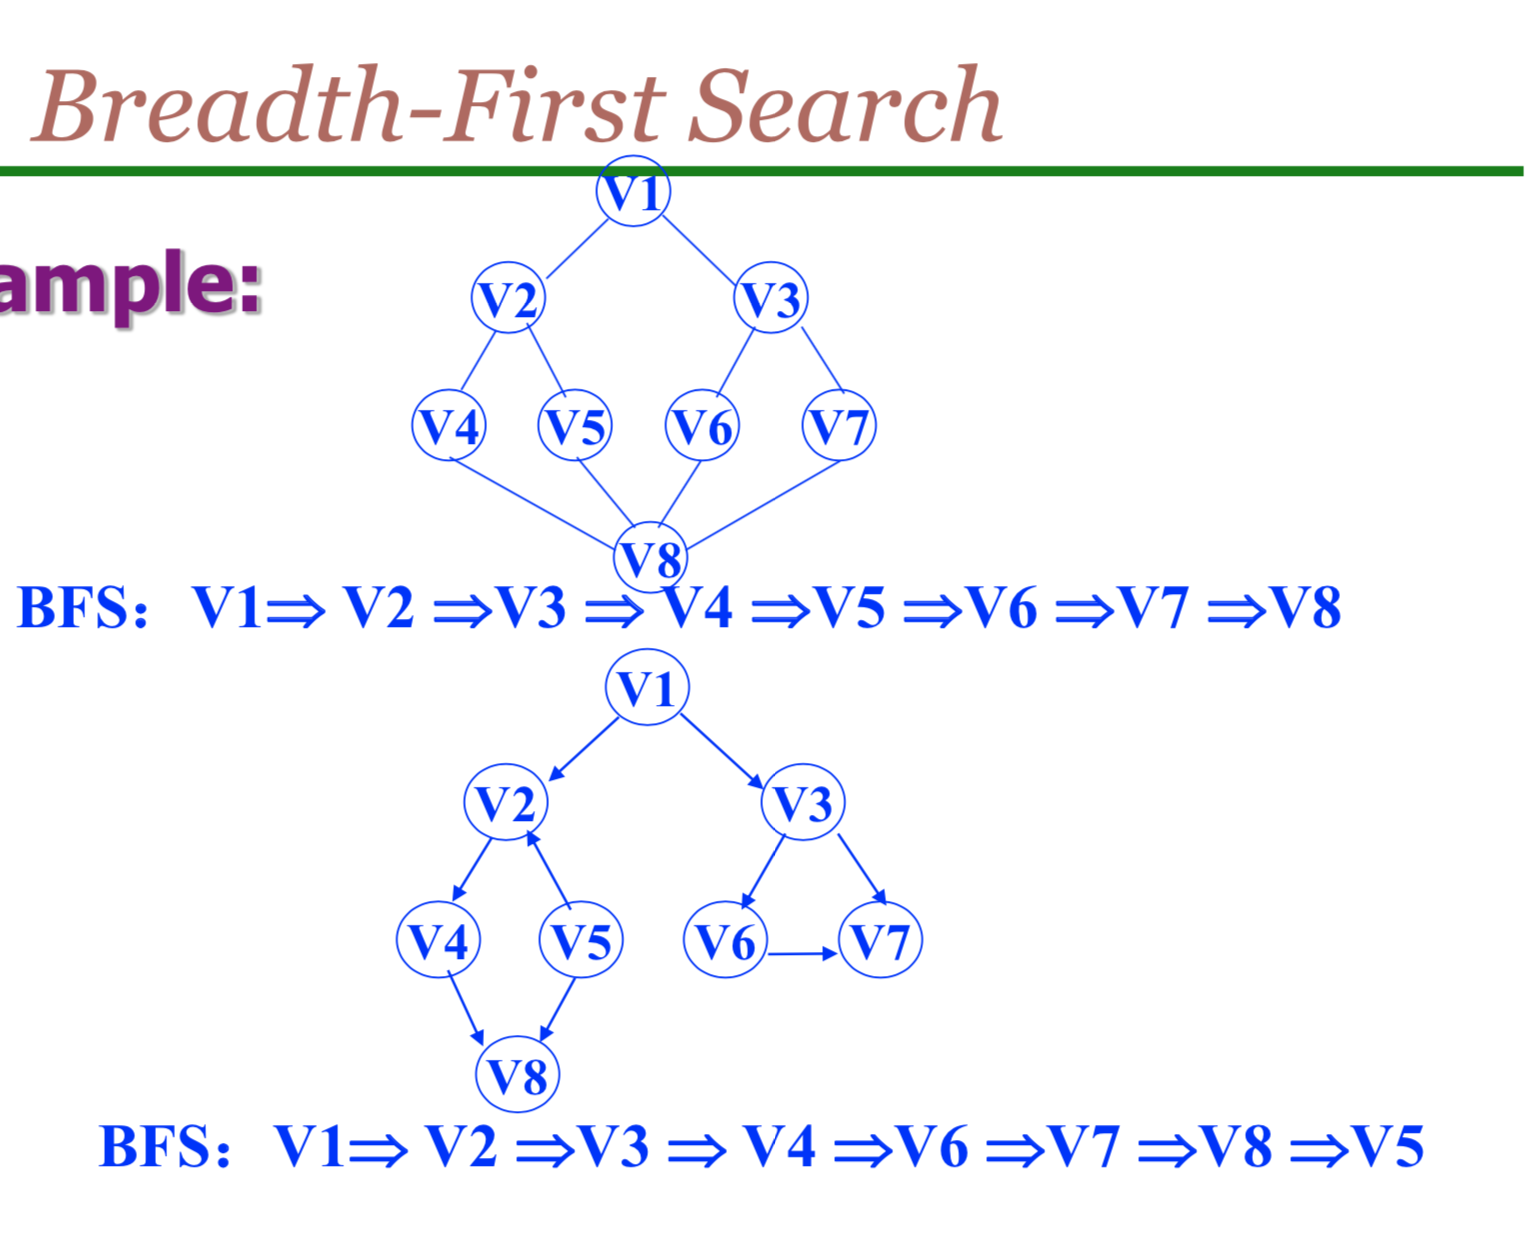 Breadth-First Search
V1
ample:
V2 V3
V4 V5 V6 V7
V8
BFS：V1⇒ V2 ⇒V3 ⇒ V4 ⇒V5 ⇒V6 ⇒V7 ⇒V8
V1
V2 V3
V4 V5 V6 V7
V8
BFS：V1⇒ V2 ⇒V3 ⇒ V4 ⇒V6 ⇒V7 ⇒V8 ⇒V5